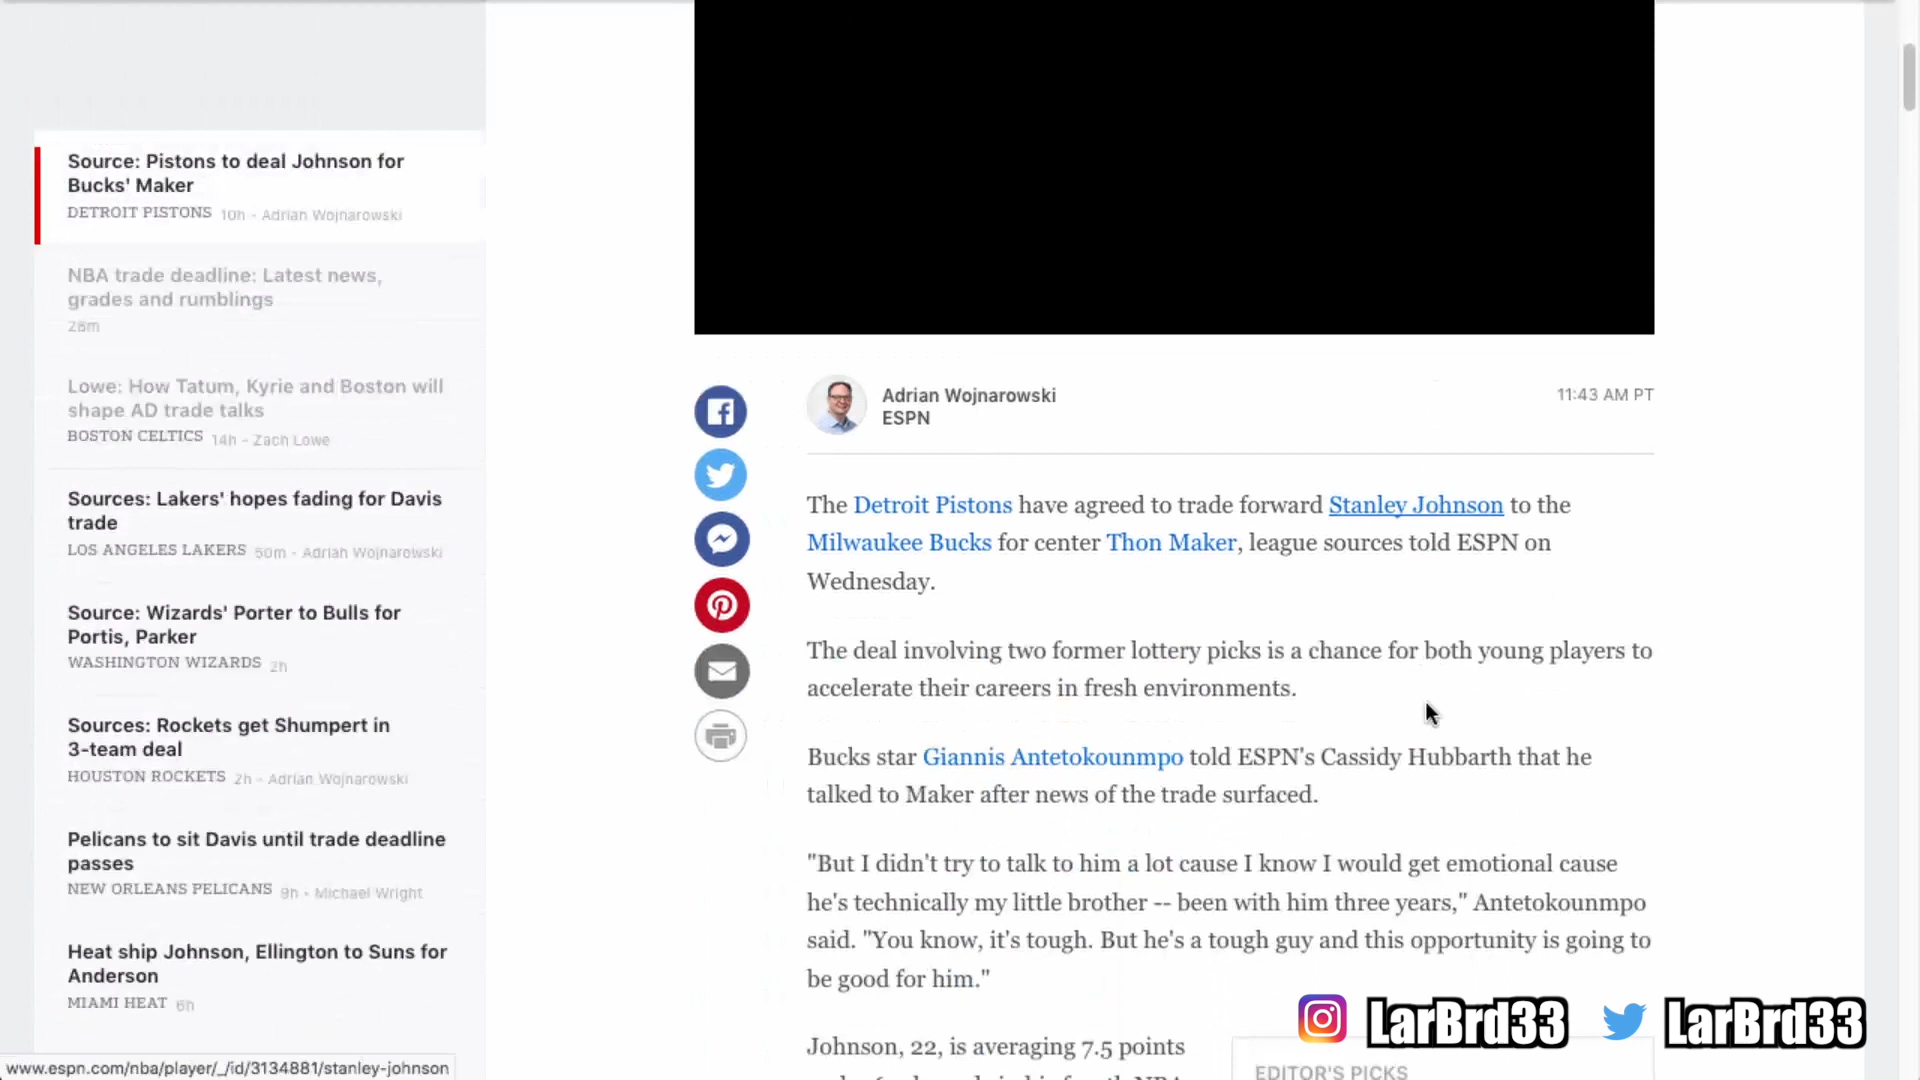 Source: Pistons to deal Johnson for
Bucks' Maker
DETROIT PISTONS 10h - Adrian Wojnarowski
NBA trade deadline: Latest news,
grades and rumblings
28m
Lowe: How Tatum, Kyrie and Boston will
shape AD trade talks
BOSTON CELTICS 14h - Zach Lowe
Sources: Lakers' hopes fading for Davis
trade
LOS ANGELES LAKERS 50m - Adrian Wojnarowski
Source: Wizards' Porter to Bulls for
Portis, Parker
WASHINGTON WIZARDS 2h
Sources: Rockets get Shumpert in
3-team deal
HOUSTON ROCKETS 2h - Adrian Wojnarowski
Pelicans to sit Davis until trade deadline
passes
NEW ORLEANS PELICANS 9h - Michael Wright
Heat ship Johnson, Ellington to Suns for
Anderson
MIAMI HEAT 6h
www.espn.com/nba/player/_/id/3134881/stanley-johnson
Adrian Wojnarowski
ESPN
11:43 AM PT
The Detroit Pistons have agreed to trade forward Stanley Johnson to the
Milwaukee Bucks for center Thon Maker, league sources told ESPN on
Wednesday.
The deal involving two former lottery picks is a chance for both young players to
accelerate their careers in fresh environments.
Bucks star Giannis Antetokounmpo told ESPN's Cassidy Hubbarth that he
talked to Maker after news of the trade surfaced.
"But I didn't try to talk to him a lot cause I know I would get emotional cause
he's technically my little brother -- been with him three years," Antetokounmpo
said. "You know, it's tough. But he's a tough guy and this opportunity is going to
be good for him."
Johnson, 22, is averaging 7.5 points
EDITOR'S PICKS
LarBrd33
LarBrd33